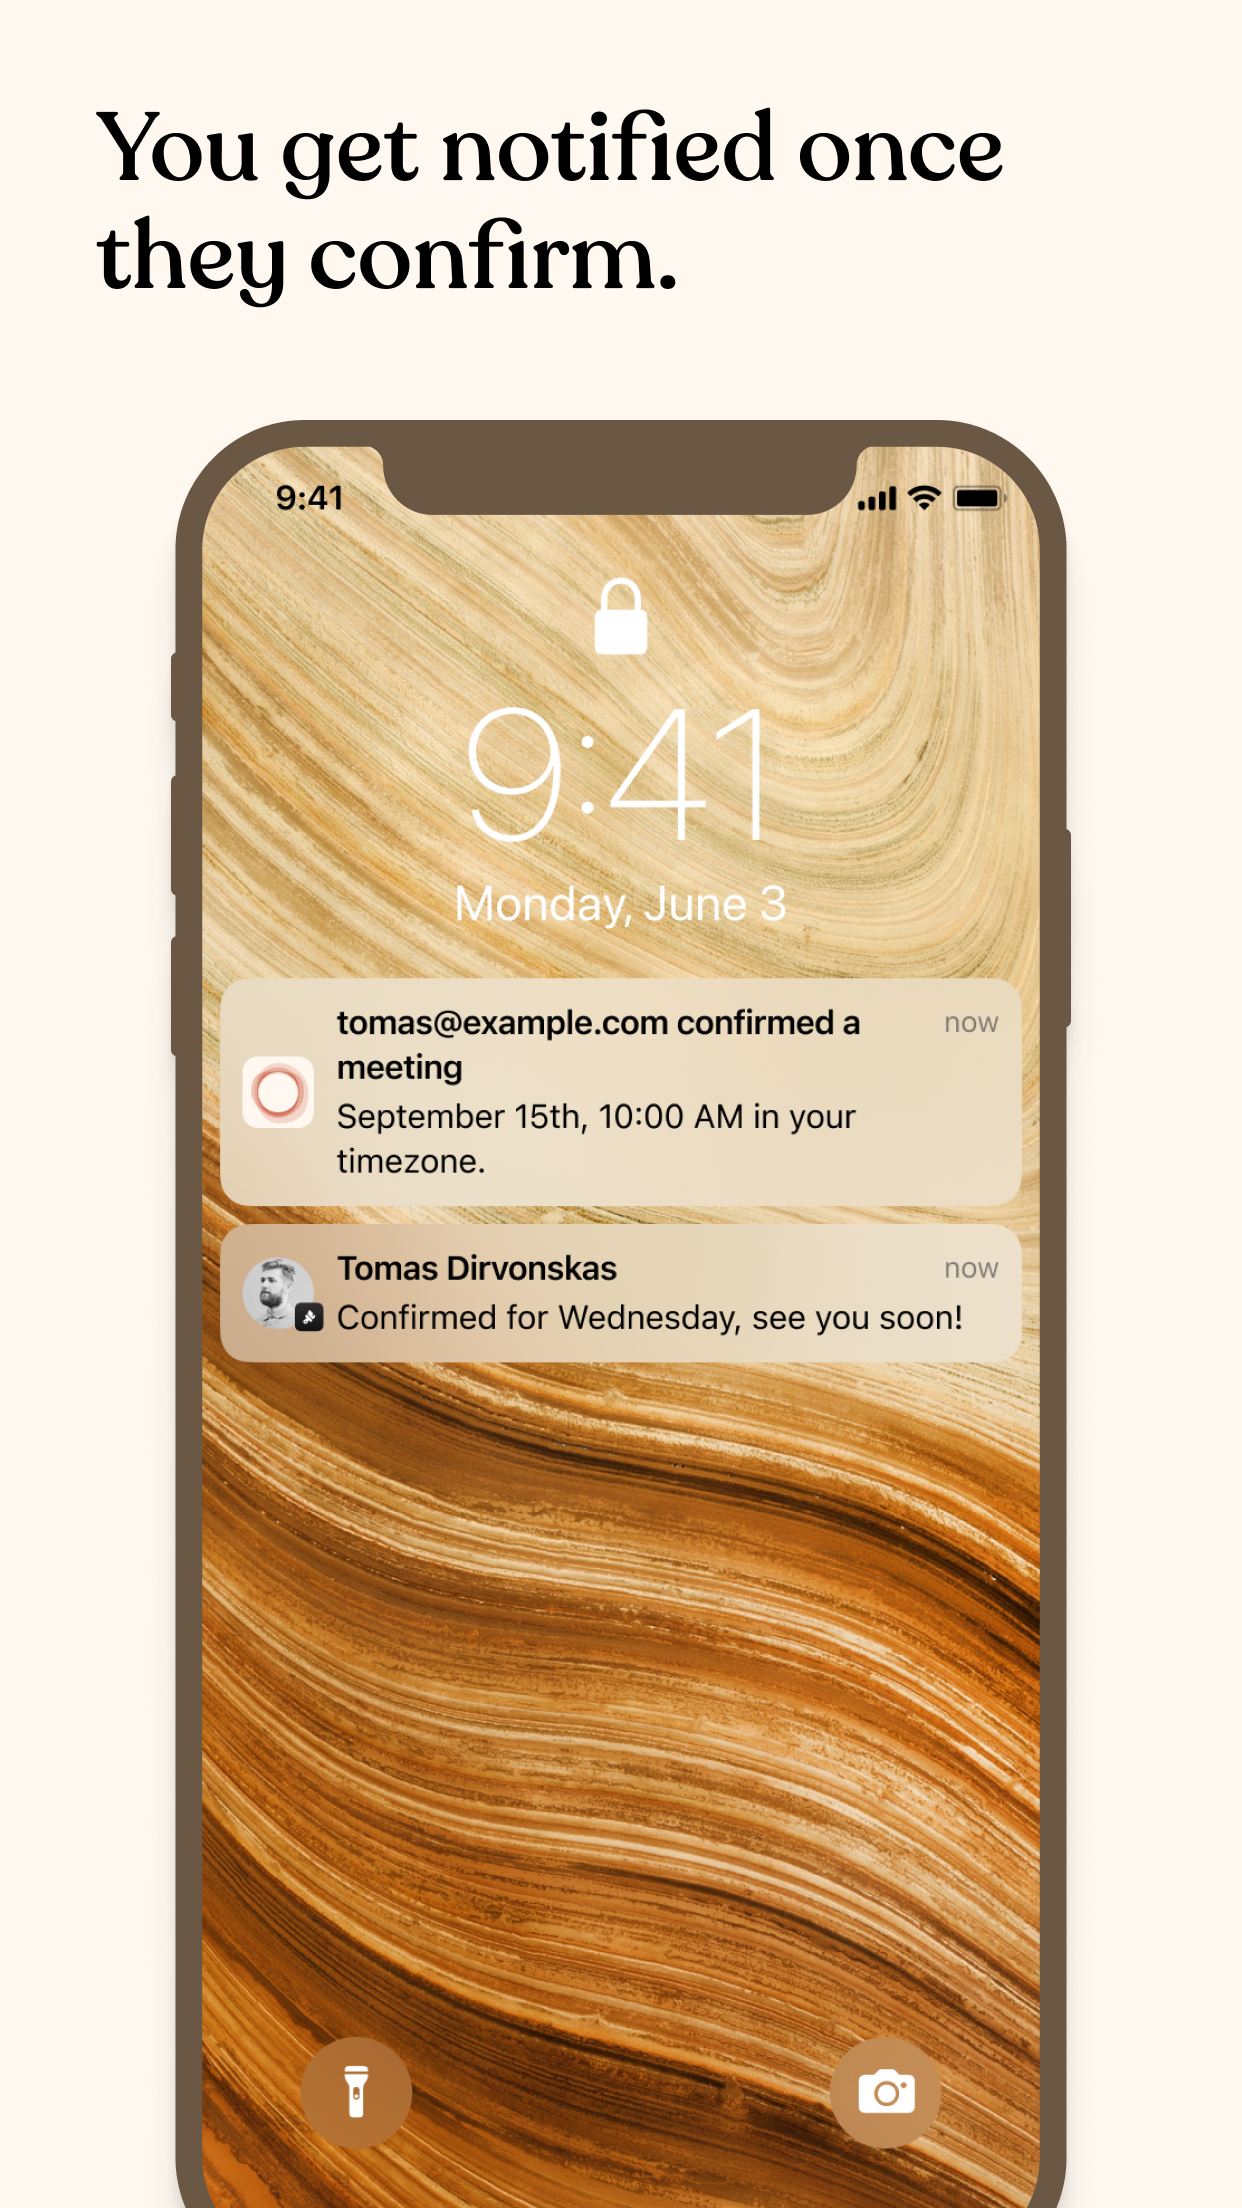 You get notified once
they confirm.
9:41
9:41
Monday, June 3
tomas@example.com confirmed a
now
meeting
September 15th, 10:00 AM in your
timezone.
Tomas Dirvonskas
now
Confirmed for Wednesday, see you soon!